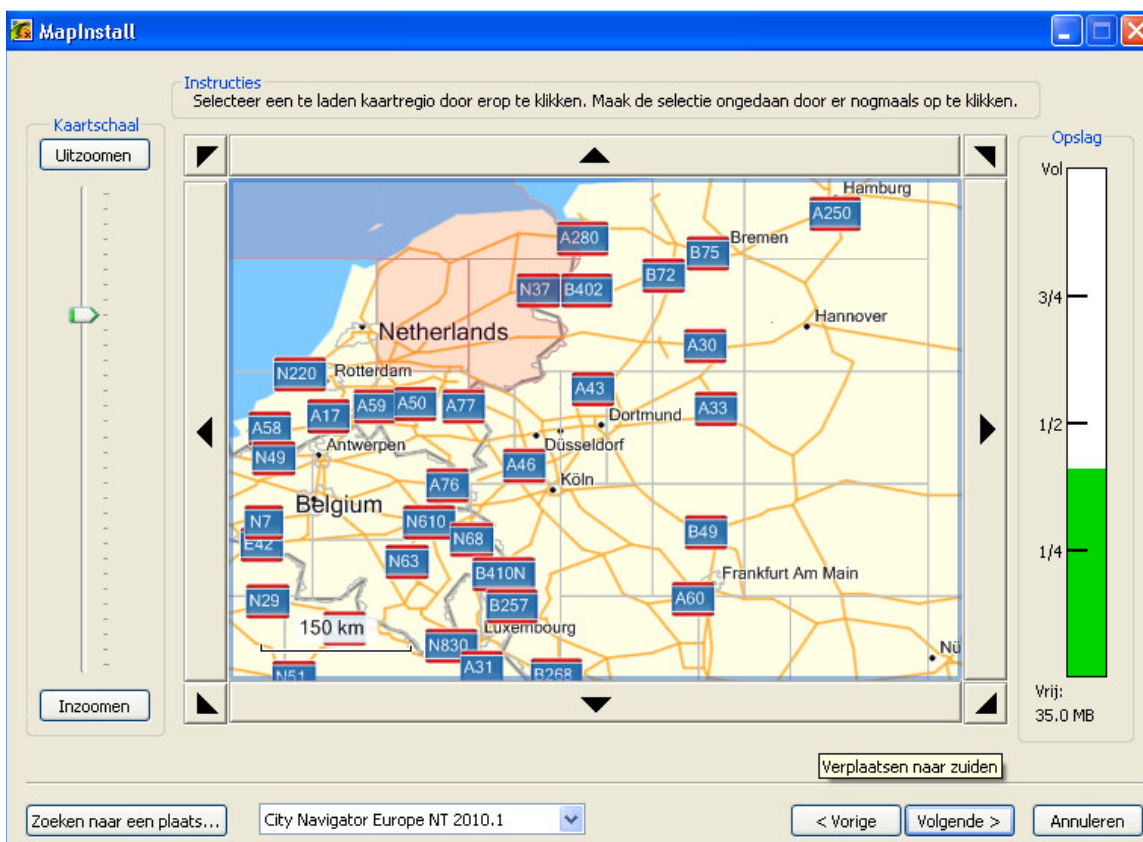 MapInstall
Instructies
Selecteer een te laden kaartregio door erop te klikken. Maak de selectie ongedaan door er nogmaals op te klikken.
Kaartschaal
Uitzoomen
Opslag
Vol
Hamburg
A250
A280
B75
Bremen
B72
N37
B402
3/4
Hannover
Netherlands
A30
N220
Rotterdam
A43
A59
A50
A77
A17
A33
Dortmund
A58
1/2
Antwerpen
Düsseldorf
N49
A46
A76
Köln
Belgium
N7
N610
B49
E42
N68
N63
1/4
B410N
Frankfurt Am Main
N29
B257
A60
150 km
Luxembourg
N830
Nü
A31
N51
B268
Inzoomen
Vrij:
35.0 MB
Verplaatsen naar zuiden
Zoeken naar een plaats...
City Navigator Europe NT 2010.1
< Vorige
Volgende >
Annuleren